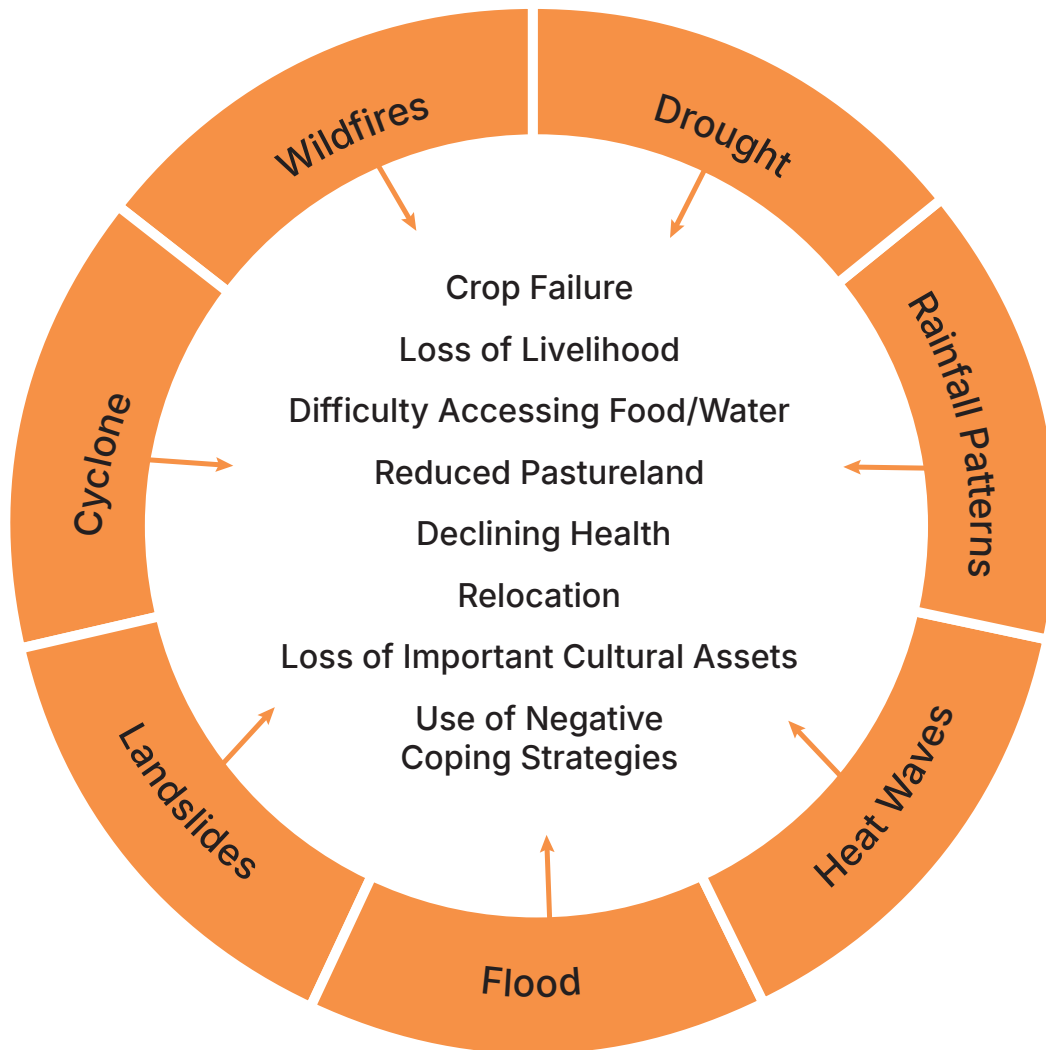 Wildfires
Drought
Rainfall Patterns
Heat Waves
Flood
Landslides
Cyclone
Crop Failure
Loss of Livelihood
Difficulty Accessing Food/Water
Reduced Pastureland
Declining Health
Relocation
Loss of Important Cultural Assets
Use of Negative
Coping Strategies